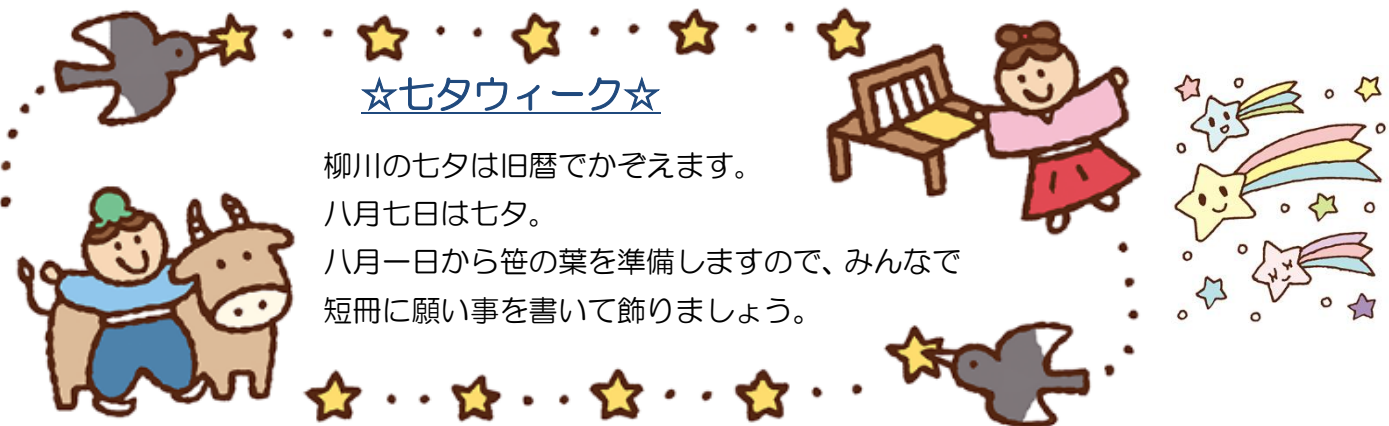 ☆七夕ウィーク☆
柳川の七夕は旧暦でかぞえます。
八月七日は七夕。
八月一日から笹の葉を準備しますので、みんなで
短冊に願い事を書いて飾りましょう。